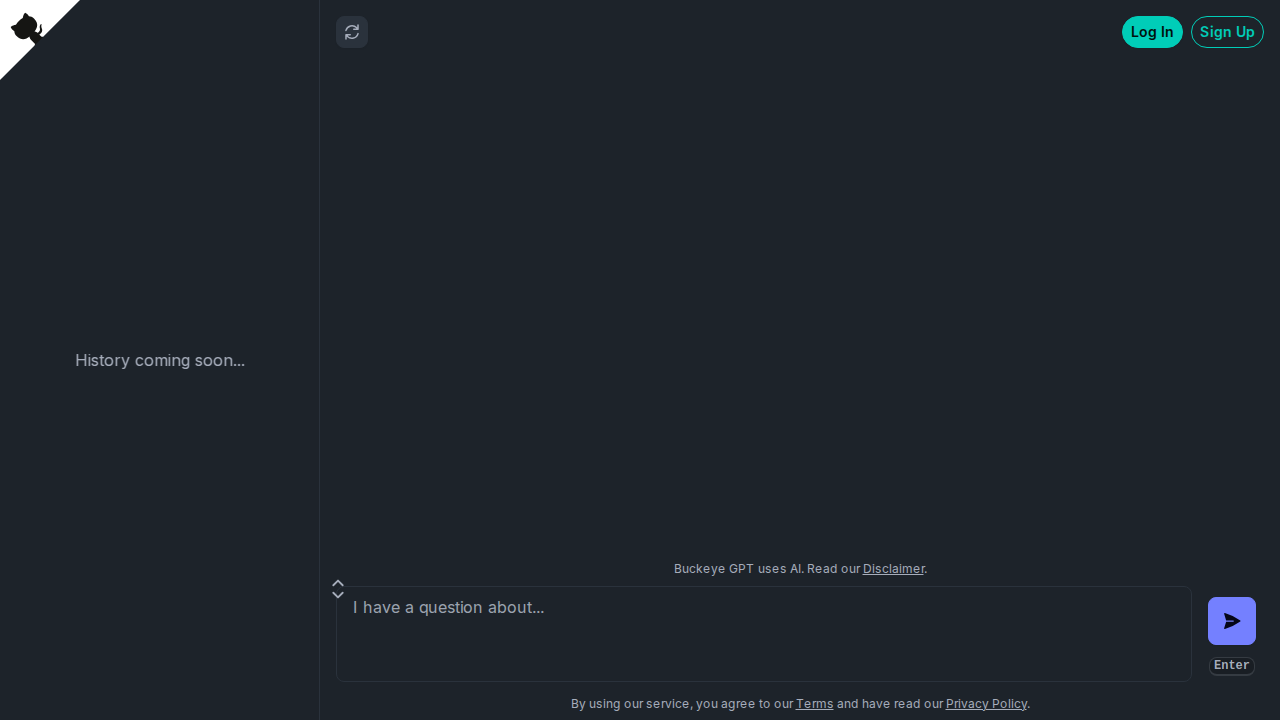 Log In
Sign Up
History coming soon...
Buckeye GPT uses AI. Read our Disclaimer.
I have a question about...
Enter
By using our service, you agree to our Terms and have read our Privacy Policy.